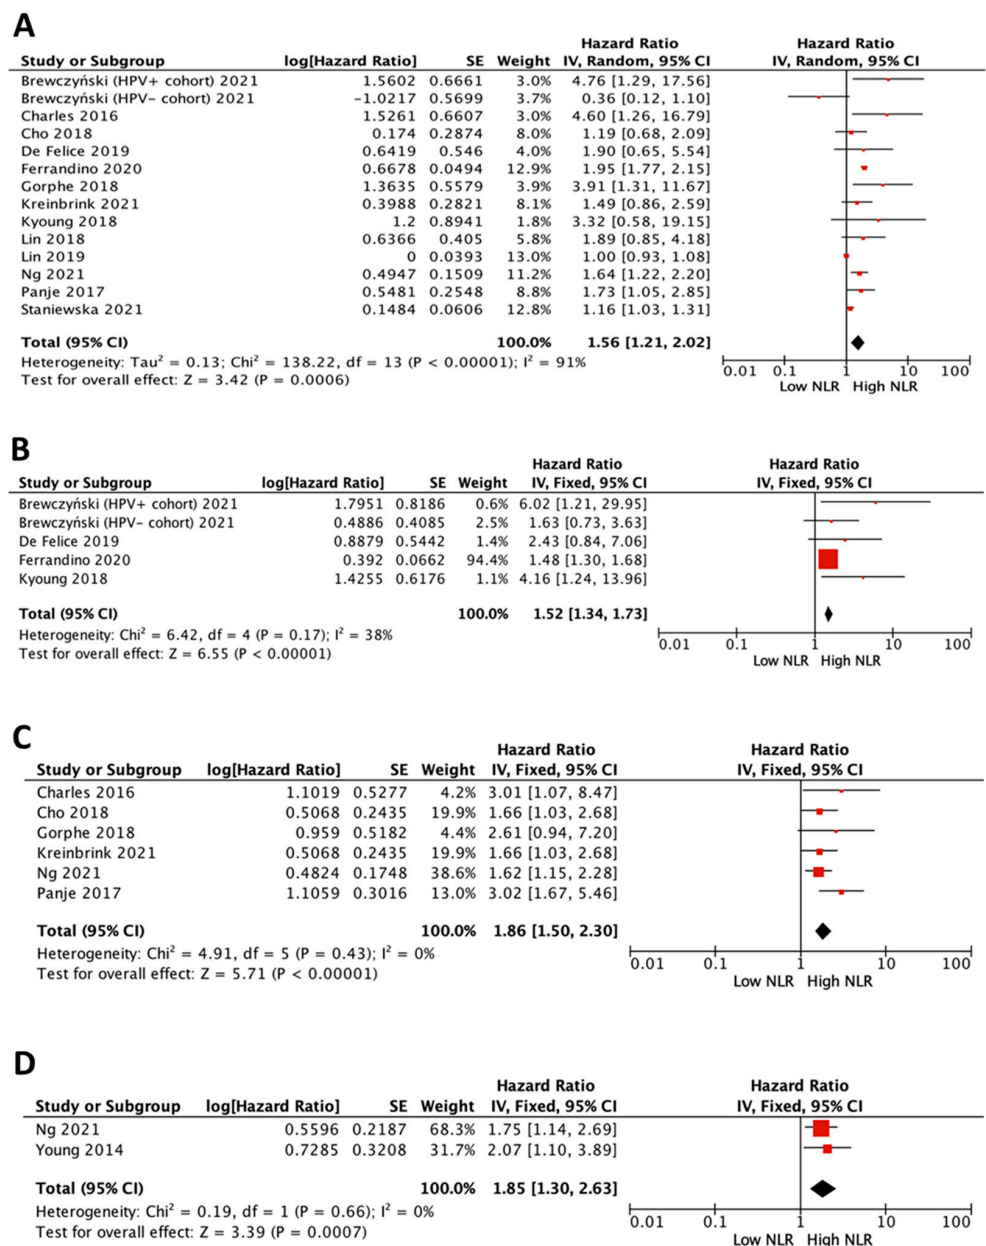 A
Hazard Ratio Hazard Ratio
Study or Subgroup log[Hazard Ratio] SE Weight IV, Random, 95% CI IV, Random, 95% CI
Brewczyński (HPV+ cohort) 2021 1.5602 0.6661 3.0% 4.76 [1.29, 17.56]
Brewczyński (HPV- cohort) 2021 -1.0217 0.5699 3.7% 0.36 [0.12, 1.10]
Charles 2016 1.5261 0.6607 3.0% 4.60 [1.26, 16.79]
Cho 2018 0.174 0.2874 8.0% 1.19 [0.68, 2.09]
De Felice 2019 0.6419 0.546 4.0% 1.90 [0.65, 5.54]
Ferrandino 2020 0.6678 0.0494 12.9% 1.95 [1.77, 2.15]
Gorphe 2018 1.3635 0.5579 3.9% 3.91 [1.31, 11.67]
Kreinbrink 2021 0.3988 0.2821 8.1% 1.49 [0.86, 2.59]
Kyoung 2018 1.2 0.8941 1.8% 3.32 [0.58, 19.15]
Lin 2018 0.6366 0.405 5.8% 1.89 [0.85, 4.18]
Lin 2019 0 0.0393 13.0% 1.00 [0.93, 1.08]
Ng 2021 0.4947 0.1509 11.2% 1.64 [1.22, 2.20]
Panje 2017 0.5481 0.2548 8.8% 1.73 [1.05, 2.85]
Staniewska 2021 0.1484 0.0606 12.8% 1.16 [1.03, 1.31]
Total (95% CI) 100.0% 1.56 [1.21, 2.02]
Heterogeneity: Tau² = 0.13; Chi² = 138.22, df = 13 (P < 0.00001); I² = 91%
Test for overall effect: Z = 3.42 (P = 0.0006)
0.01 0.1 1 10 100
Low NLR High NLR
B
Hazard Ratio Hazard Ratio
Study or Subgroup log[Hazard Ratio] SE Weight IV, Fixed, 95% CI IV, Fixed, 95% CI
Brewczyński (HPV+ cohort) 2021 1.7951 0.8186 0.6% 6.02 [1.21, 29.95]
Brewczyński (HPV- cohort) 2021 0.4886 0.4085 2.5% 1.63 [0.73, 3.63]
De Felice 2019 0.8879 0.5442 1.4% 2.43 [0.84, 7.06]
Ferrandino 2020 0.392 0.0662 94.4% 1.48 [1.30, 1.68]
Kyoung 2018 1.4255 0.6176 1.1% 4.16 [1.24, 13.96]
Total (95% CI) 100.0% 1.52 [1.34, 1.73]
Heterogeneity: Chi² = 6.42, df = 4 (P = 0.17); I² = 38%
Test for overall effect: Z = 6.55 (P < 0.00001)
0.01 0.1 1 10 100
Low NLR High NLR
C
Hazard Ratio Hazard Ratio
Study or Subgroup log[Hazard Ratio] SE Weight IV, Fixed, 95% CI IV, Fixed, 95% CI
Charles 2016 1.1019 0.5277 4.2% 3.01 [1.07, 8.47]
Cho 2018 0.5068 0.2435 19.9% 1.66 [1.03, 2.68]
Gorphe 2018 0.959 0.5182 4.4% 2.61 [0.94, 7.20]
Kreinbrink 2021 0.5068 0.2435 19.9% 1.66 [1.03, 2.68]
Ng 2021 0.4824 0.1748 38.6% 1.62 [1.15, 2.28]
Panje 2017 1.1059 0.3016 13.0% 3.02 [1.67, 5.46]
Total (95% CI) 100.0% 1.86 [1.50, 2.30]
Heterogeneity: Chi² = 4.91, df = 5 (P = 0.43); I² = 0%
Test for overall effect: Z = 5.71 (P < 0.00001)
0.01 0.1 1 10 100
Low NLR High NLR
D
Hazard Ratio Hazard Ratio
Study or Subgroup log[Hazard Ratio] SE Weight IV, Fixed, 95% CI IV, Fixed, 95% CI
Ng 2021 0.5596 0.2187 68.3% 1.75 [1.14, 2.69]
Young 2014 0.7285 0.3208 31.7% 2.07 [1.10, 3.89]
Total (95% CI) 100.0% 1.85 [1.30, 2.63]
Heterogeneity: Chi² = 0.19, df = 1 (P = 0.66); I² = 0%
Test for overall effect: Z = 3.39 (P = 0.0007)
0.01 0.1 1 10 100
Low NLR High NLR